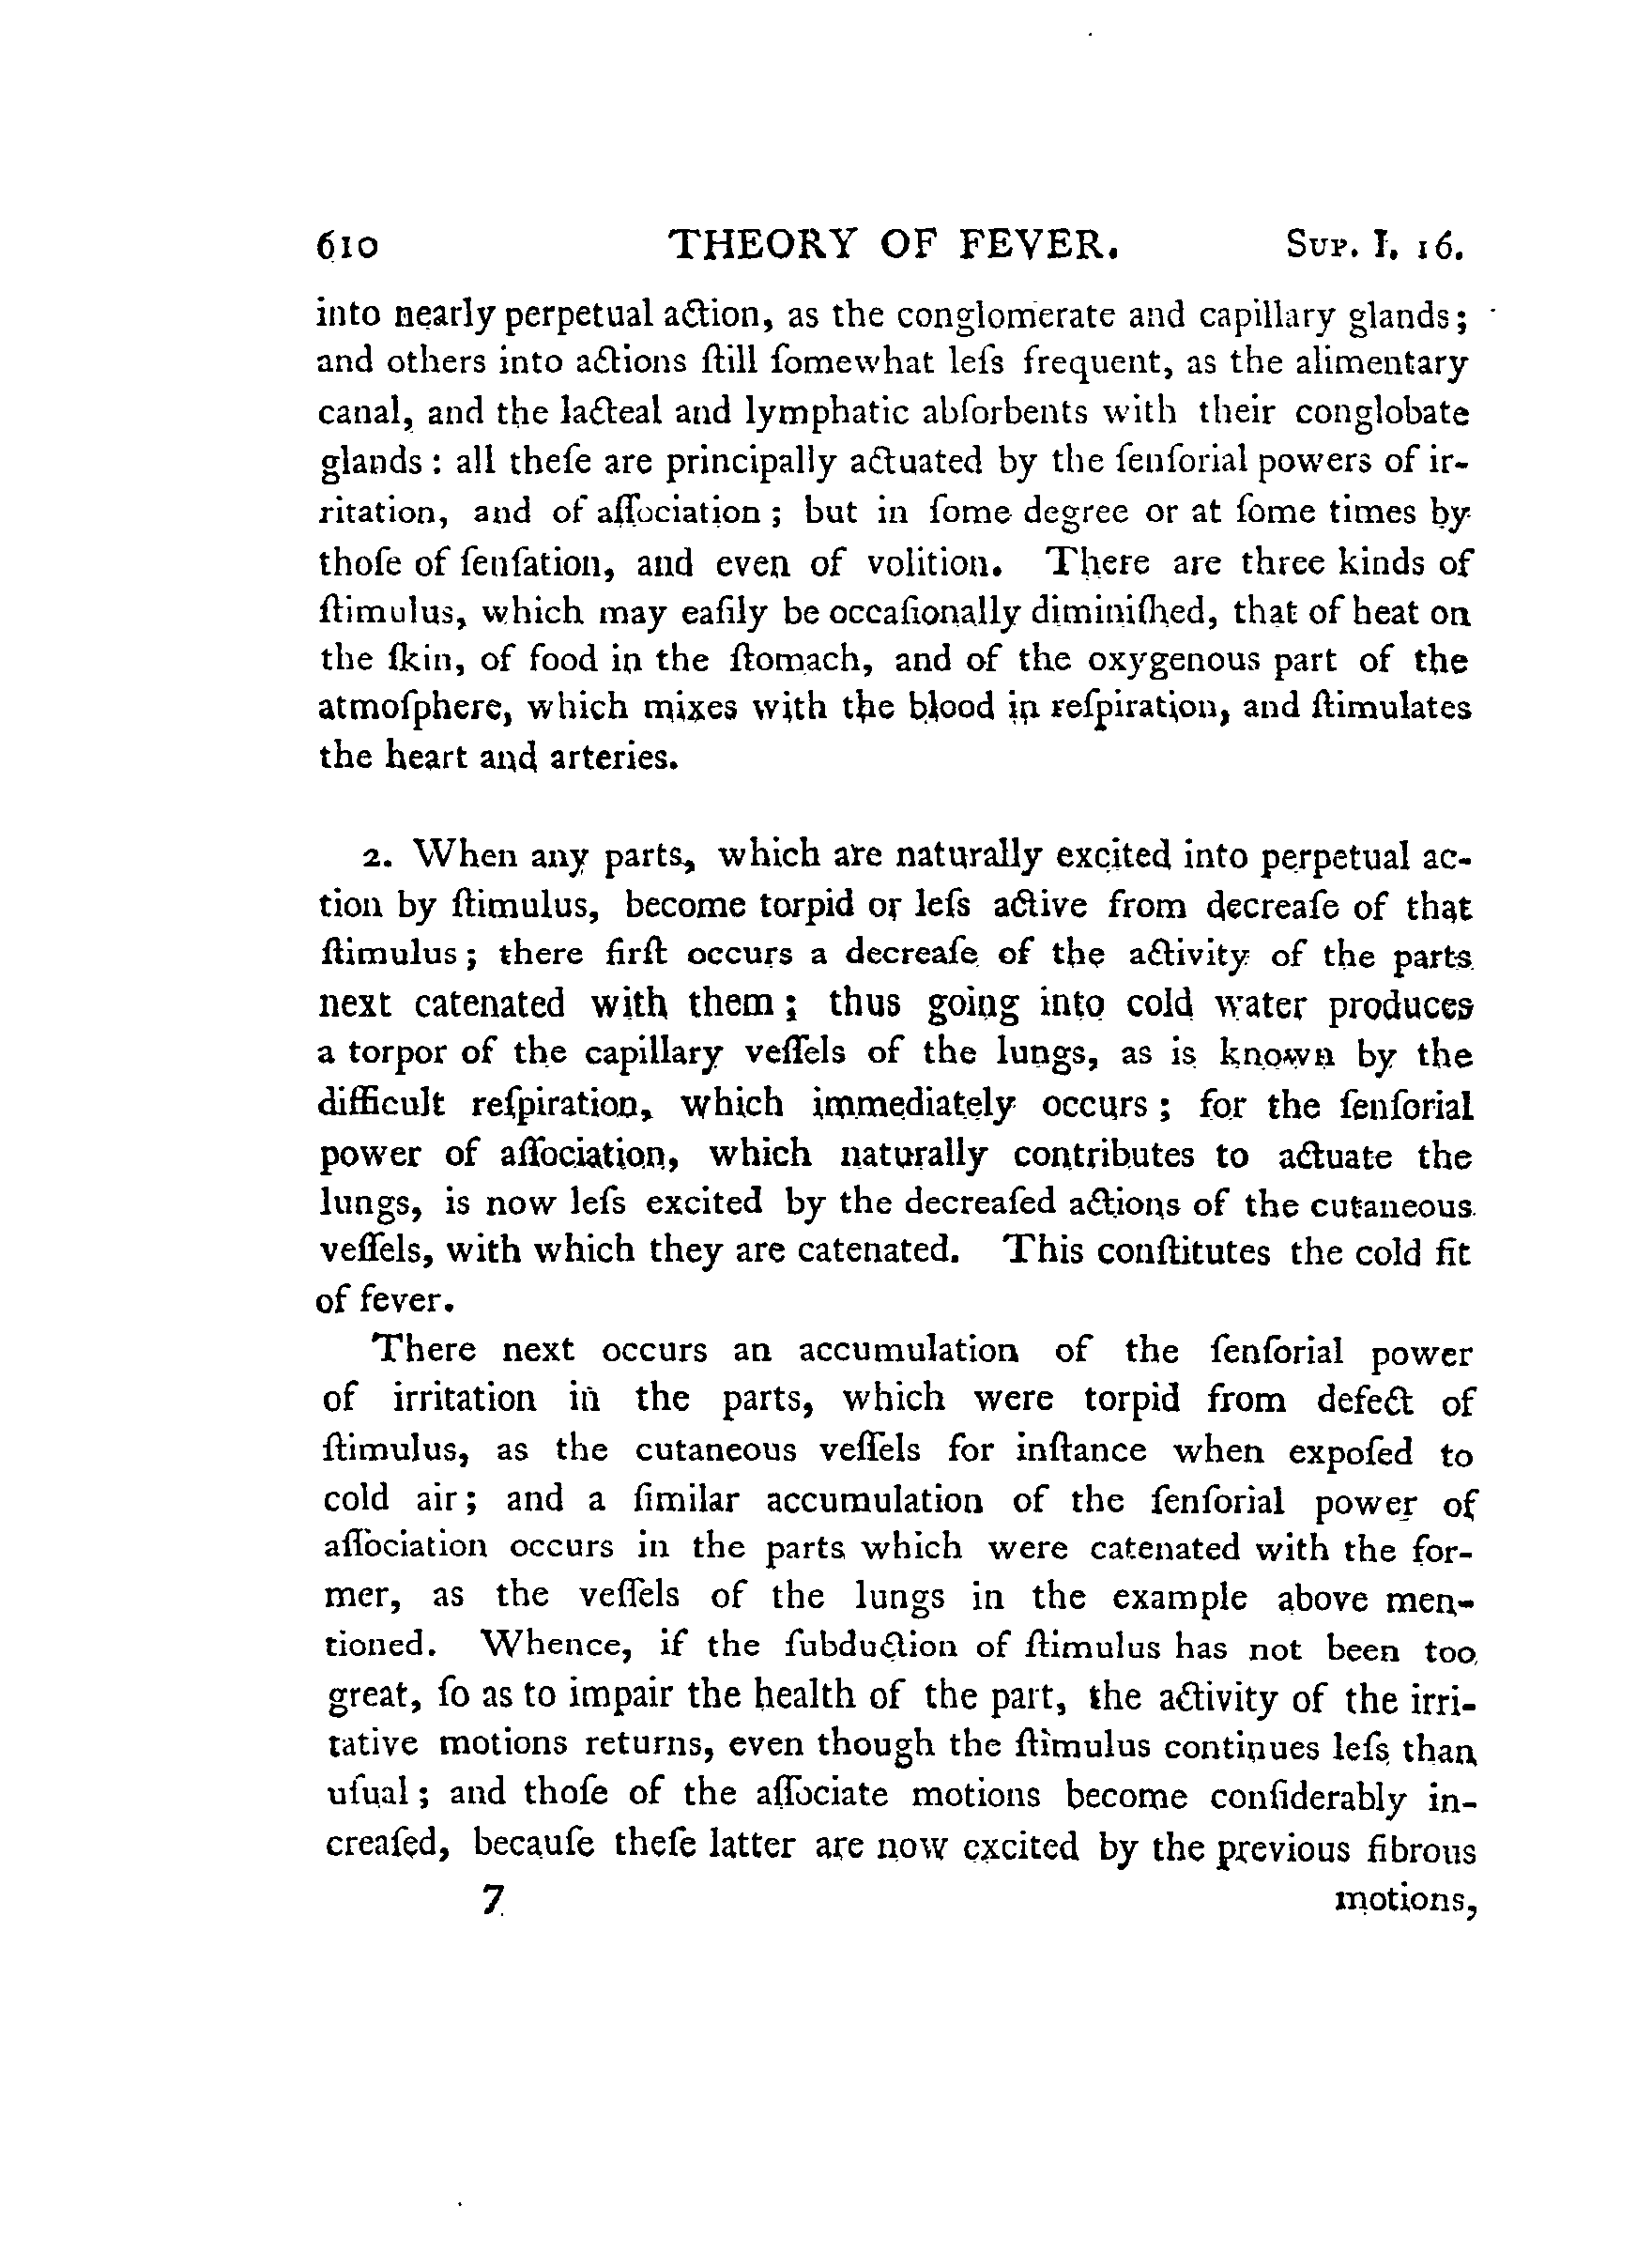 610 THEORY OF FEVER. Sup. I. 16.
into nearly perpetual action, as the conglomerate and capillary glands;
and others into actions ſtill ſomewhat leſs frequent, as the alimentary
canal, and the lacteal and lymphatic abſorbents with their conglobate
glands : all theſe are principally actuated by the ſenſorial powers of ir-
ritation, and of aſſociation ; but in ſome degree or at ſome times by
thoſe of ſenſation, and even of volition. There are three kinds of
ſtimulus, which may eaſily be occaſionally diminiſhed, that of heat on
the ſkin, of food in the ſtomach, and of the oxygenous part of the
atmoſphere, which mixes with the blood in reſpiration, and ſtimulates
the heart and arteries.
2. When any parts, which are naturally excited into perpetual ac-
tion by ſtimulus, become torpid or leſs active from decreaſe of that
ſtimulus ; there firſt occurs a decreaſe of the activity of the parts
next catenated with them ; thus going into cold water produces
a torpor of the capillary veſſels of the lungs, as is known by the
difficult reſpiration, which immediately occurs ; for the ſenſorial
power of aſſociation, which naturally contributes to actuate the
lungs, is now leſs excited by the decreaſed actions of the cutaneous
veſſels, with which they are catenated. This conſtitutes the cold fit
of fever.
There next occurs an accumulation of the ſenſorial power
of irritation in the parts, which were torpid from defect of
ſtimulus, as the cutaneous veſſels for inſtance when expoſed to
cold air; and a ſimilar accumulation of the ſenſorial power of
aſſociation occurs in the parts which were catenated with the for-
mer, as the veſſels of the lungs in the example above men-
tioned. Whence, if the ſubduction of ſtimulus has not been too
great, ſo as to impair the health of the part, the activity of the irri-
tative motions returns, even though the ſtimulus continues leſs than
uſual ; and thoſe of the aſſociate motions become conſiderably in-
creaſed, becauſe theſe latter are now excited by the previous fibrous
7 motions,